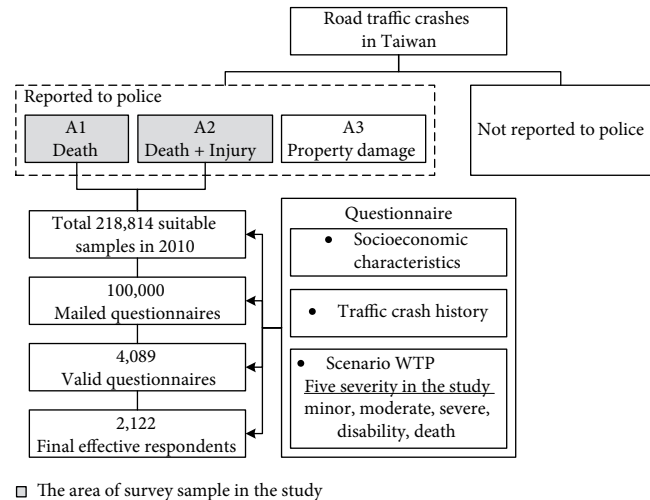 Road traffic crashes
in Taiwan
Reported to police
A1
Death
A2
Death + Injury
A3
Property damage
Not reported to police
Total 218,814 suitable
samples in 2010
100,000
Mailed questionnaires
4,089
Valid questionnaires
2,122
Final effective respondents
Questionnaire
• Socioeconomic
characteristics
• Traffic crash history
• Scenario WTP
Five severity in the study
minor, moderate, severe,
disability, death
The area of survey sample in the study